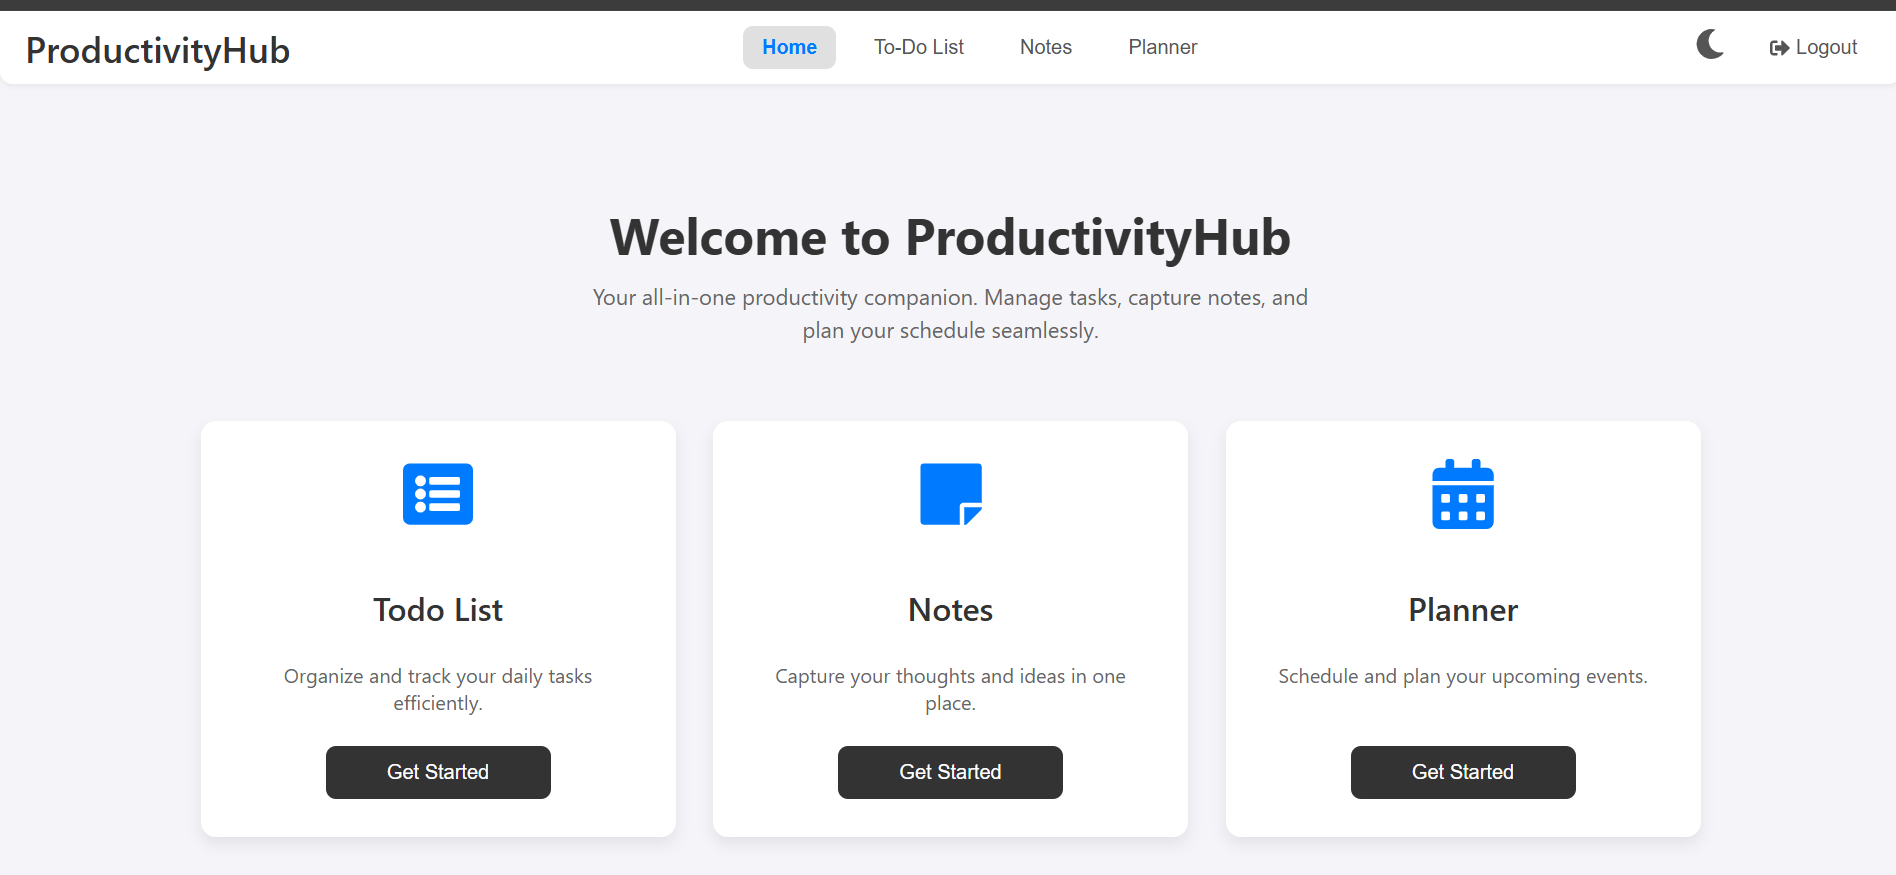 ProductivityHub
Home
To-Do List
Notes
Planner
Logout
Welcome to ProductivityHub
Your all-in-one productivity companion. Manage tasks, capture notes, and
plan your schedule seamlessly.
Todo List
Organize and track your daily tasks
efficiently.
Get Started
Notes
Capture your thoughts and ideas in one
place.
Get Started
Planner
Schedule and plan your upcoming events.
Get Started